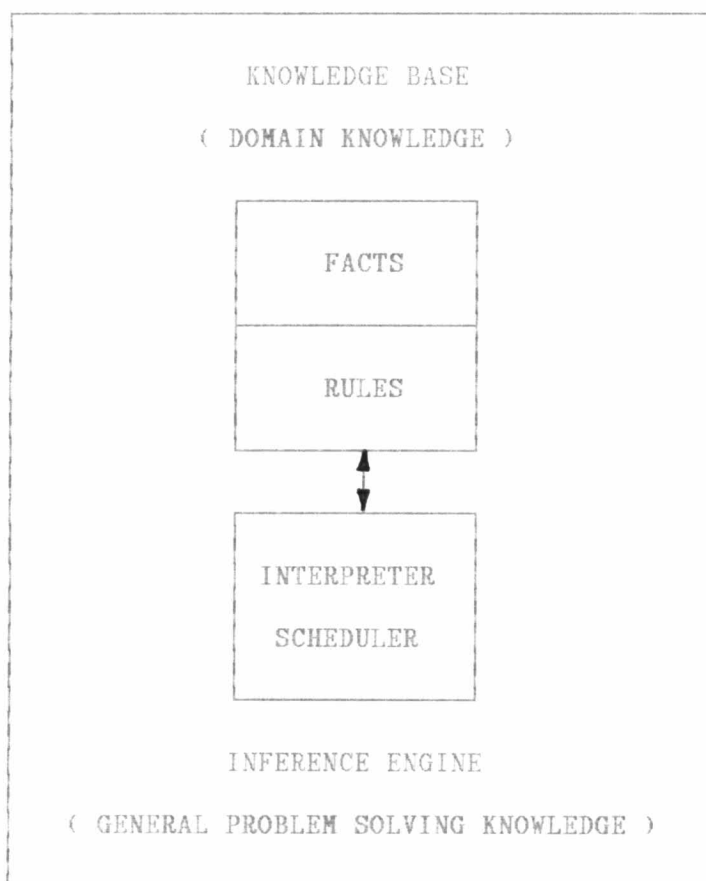 KNOWLEDGE BASE
( DOMAIN KNOWLEDGE )
FACTS
RULES
INTERPRETER
SCHEDULER
INFERENCE ENGINE
( GENERAL PROBLEM SOLVING KNOWLEDGE )